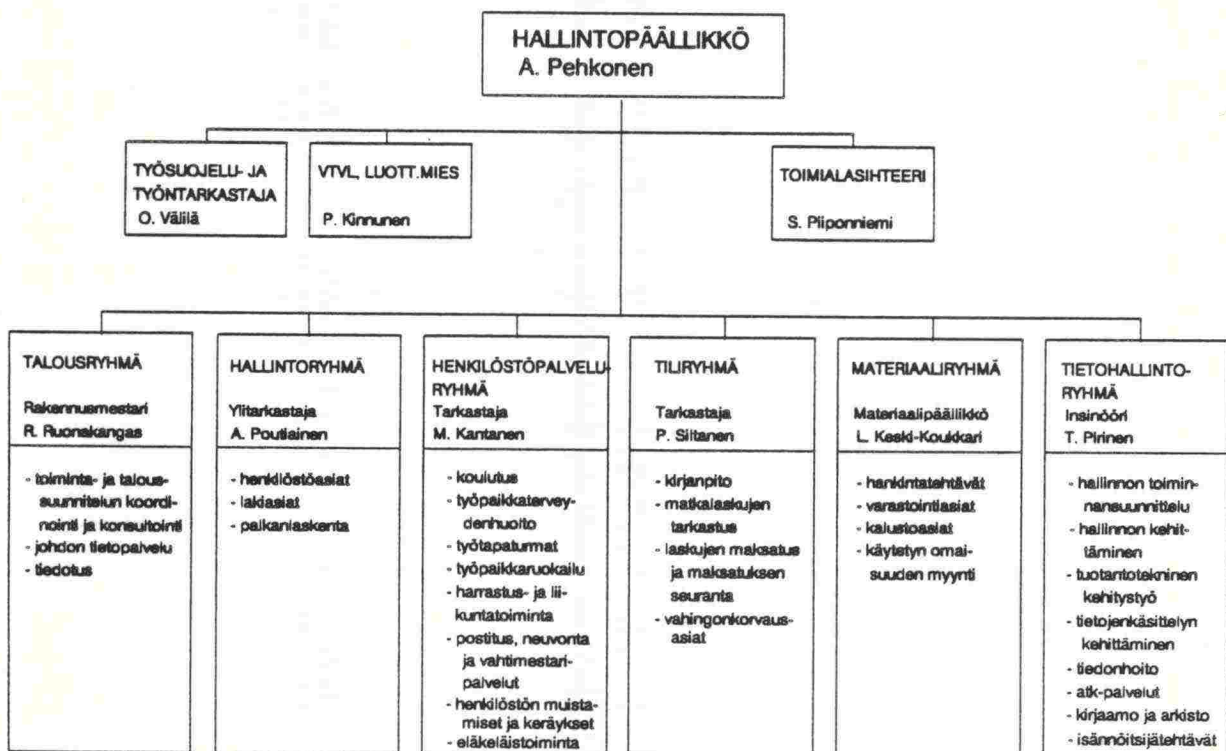 HALLINTOPÄÄLLIKKÖ
A. Pehkonen
TYÖSUOJELU- JA
TYÖNTARKASTAJA
O. Välilä
VTVL, LUOTT.MIES
P. Kinnunen
TOIMIALASIHTEERI
S. Piiponniemi
TALOUSRYHMÄ
Rakennusmestari
R. Ruonakangas
- toiminta- ja talous-
suunnitelun koordi-
nointi ja konsultointi
- johdon tietopalvelu
- tiedotus
HALLINTORYHMÄ
Ylitarkastaja
A. Poutiainen
- henkilöstöasiat
- lakiasiat
- palkanlaskenta
HENKILÖSTÖPALVELU-
RYHMÄ
Tarkastaja
M. Kantanen
- koulutus
- työpaikkatervey-
denhuolto
- työtapaturmat
- työpaikkaruokailu
- harrastus- ja lii-
kuntatoiminta
- postitus, neuvonta
ja vahtimestari-
palvelut
- henkilöstön muista-
miset ja keräykset
- eläkeläistoiminta
TILIRYHMÄ
Tarkastaja
P. Siltanen
- kirjanpito
- matkalaskujen
tarkastus
- laskujen maksatus
ja maksatuksen
seuranta
- vahingonkorvaus-
asiat
MATERIAALIRYHMÄ
Materiaalipäällikkö
L. Keski-Koukkari
- hankintatehtävät
- varastointiasiat
- kalustoasiat
- käytetyn omai-
suuden myynti
TIETOHALLINTO-
RYHMÄ
Insinööri
T. Pirinen
- hallinnon toimin-
nansuunnittelu
- hallinnon kehit-
täminen
- tuotantotekninen
kehitystyö
- tietojenkäsittelyn
kehittäminen
- tiedonhoito
- atk-palvelut
- kirjaamo ja arkisto
- isännöitsijätehtävät